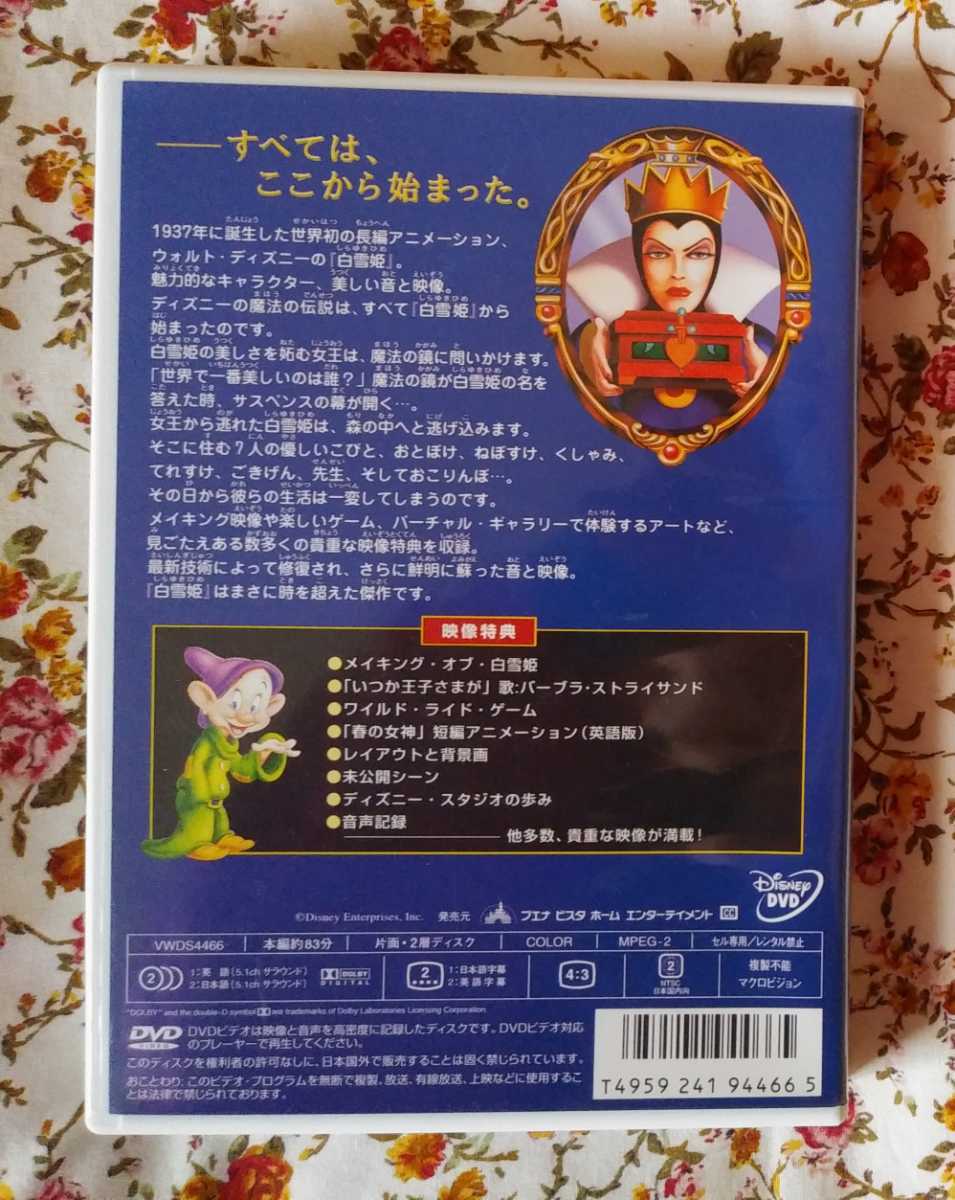 ――すべては、
ここから始まった。
1937年に誕生した世界初の長編アニメーション、
ウォルト・ディズニーの『白雪姫』。
魅力的なキャラクター、美しい音と映像。
ディズニーの魔法の伝説は、すべて『白雪姫』から
始まったのです。
白雪姫の美しさを妬む女王は、魔法の鏡に問いかけます。
「世界で一番美しいのは誰?」魔法の鏡が白雪姫の名を
答えた時、サスペンスの幕が開く…。
女王から逃れた白雪姫は、森の中へと逃げ込みます。
そこに住む7人の優しいこびと、おとぼけ、ねぼすけ、くしゃみ、
てれすけ、ごきげん、先生、そしておこりんぼ…。
その日から彼らの生活は一変してしまうのです。
メイキング映像や楽しいゲーム、バーチャル・ギャラリーで体験するアートなど、
見ごたえある数多くの貴重な映像特典を収録。
最新技術によって修復され、さらに鮮明に蘇った音と映像。
『白雪姫』はまさに時を超えた傑作です。
映像特典
●メイキング・オブ・白雪姫
●「いつか王子さまが」歌:バーブラ・ストライサンド
●ワイルド・ライド・ゲーム
●「春の女神」短編アニメーション(英語版)
●レイアウトと背景画
●未公開シーン
●ディズニー・スタジオの歩み
●音声記録
他多数、貴重な映像が満載!
Disney DVD
©Disney Enterprises, Inc. 発売元 ブエナ ビスタ ホーム エンターテイメント CC
VWDS4466 本編約83分 片面・2層ディスク COLOR MPEG-2 セル専用/レンタル禁止
2 1:英 語(5.1ch サラウンド) DOLBY DIGITAL 2 1:日本語字幕 4:3 2 NTSC 日本国内向 複製不能
2:日本語(5.1ch サラウンド) 2:英語字幕 マクロビジョン
"DOLBY" and the double-D symbol are trademarks of Dolby Laboratories Licensing Corporation.
DVD VIDEO DVDビデオは映像と音声を高密度に記録したディスクです。DVDビデオ対応
のプレーヤーで再生してください。
このディスクを権利者の許可なしに、日本国外で販売することは固く禁じられています。
おことわり:このビデオ・プログラムを無断で複製、放送、有線放送、上映などに使用するこ
とは法律で禁じられております。
T4959 241 94466 5